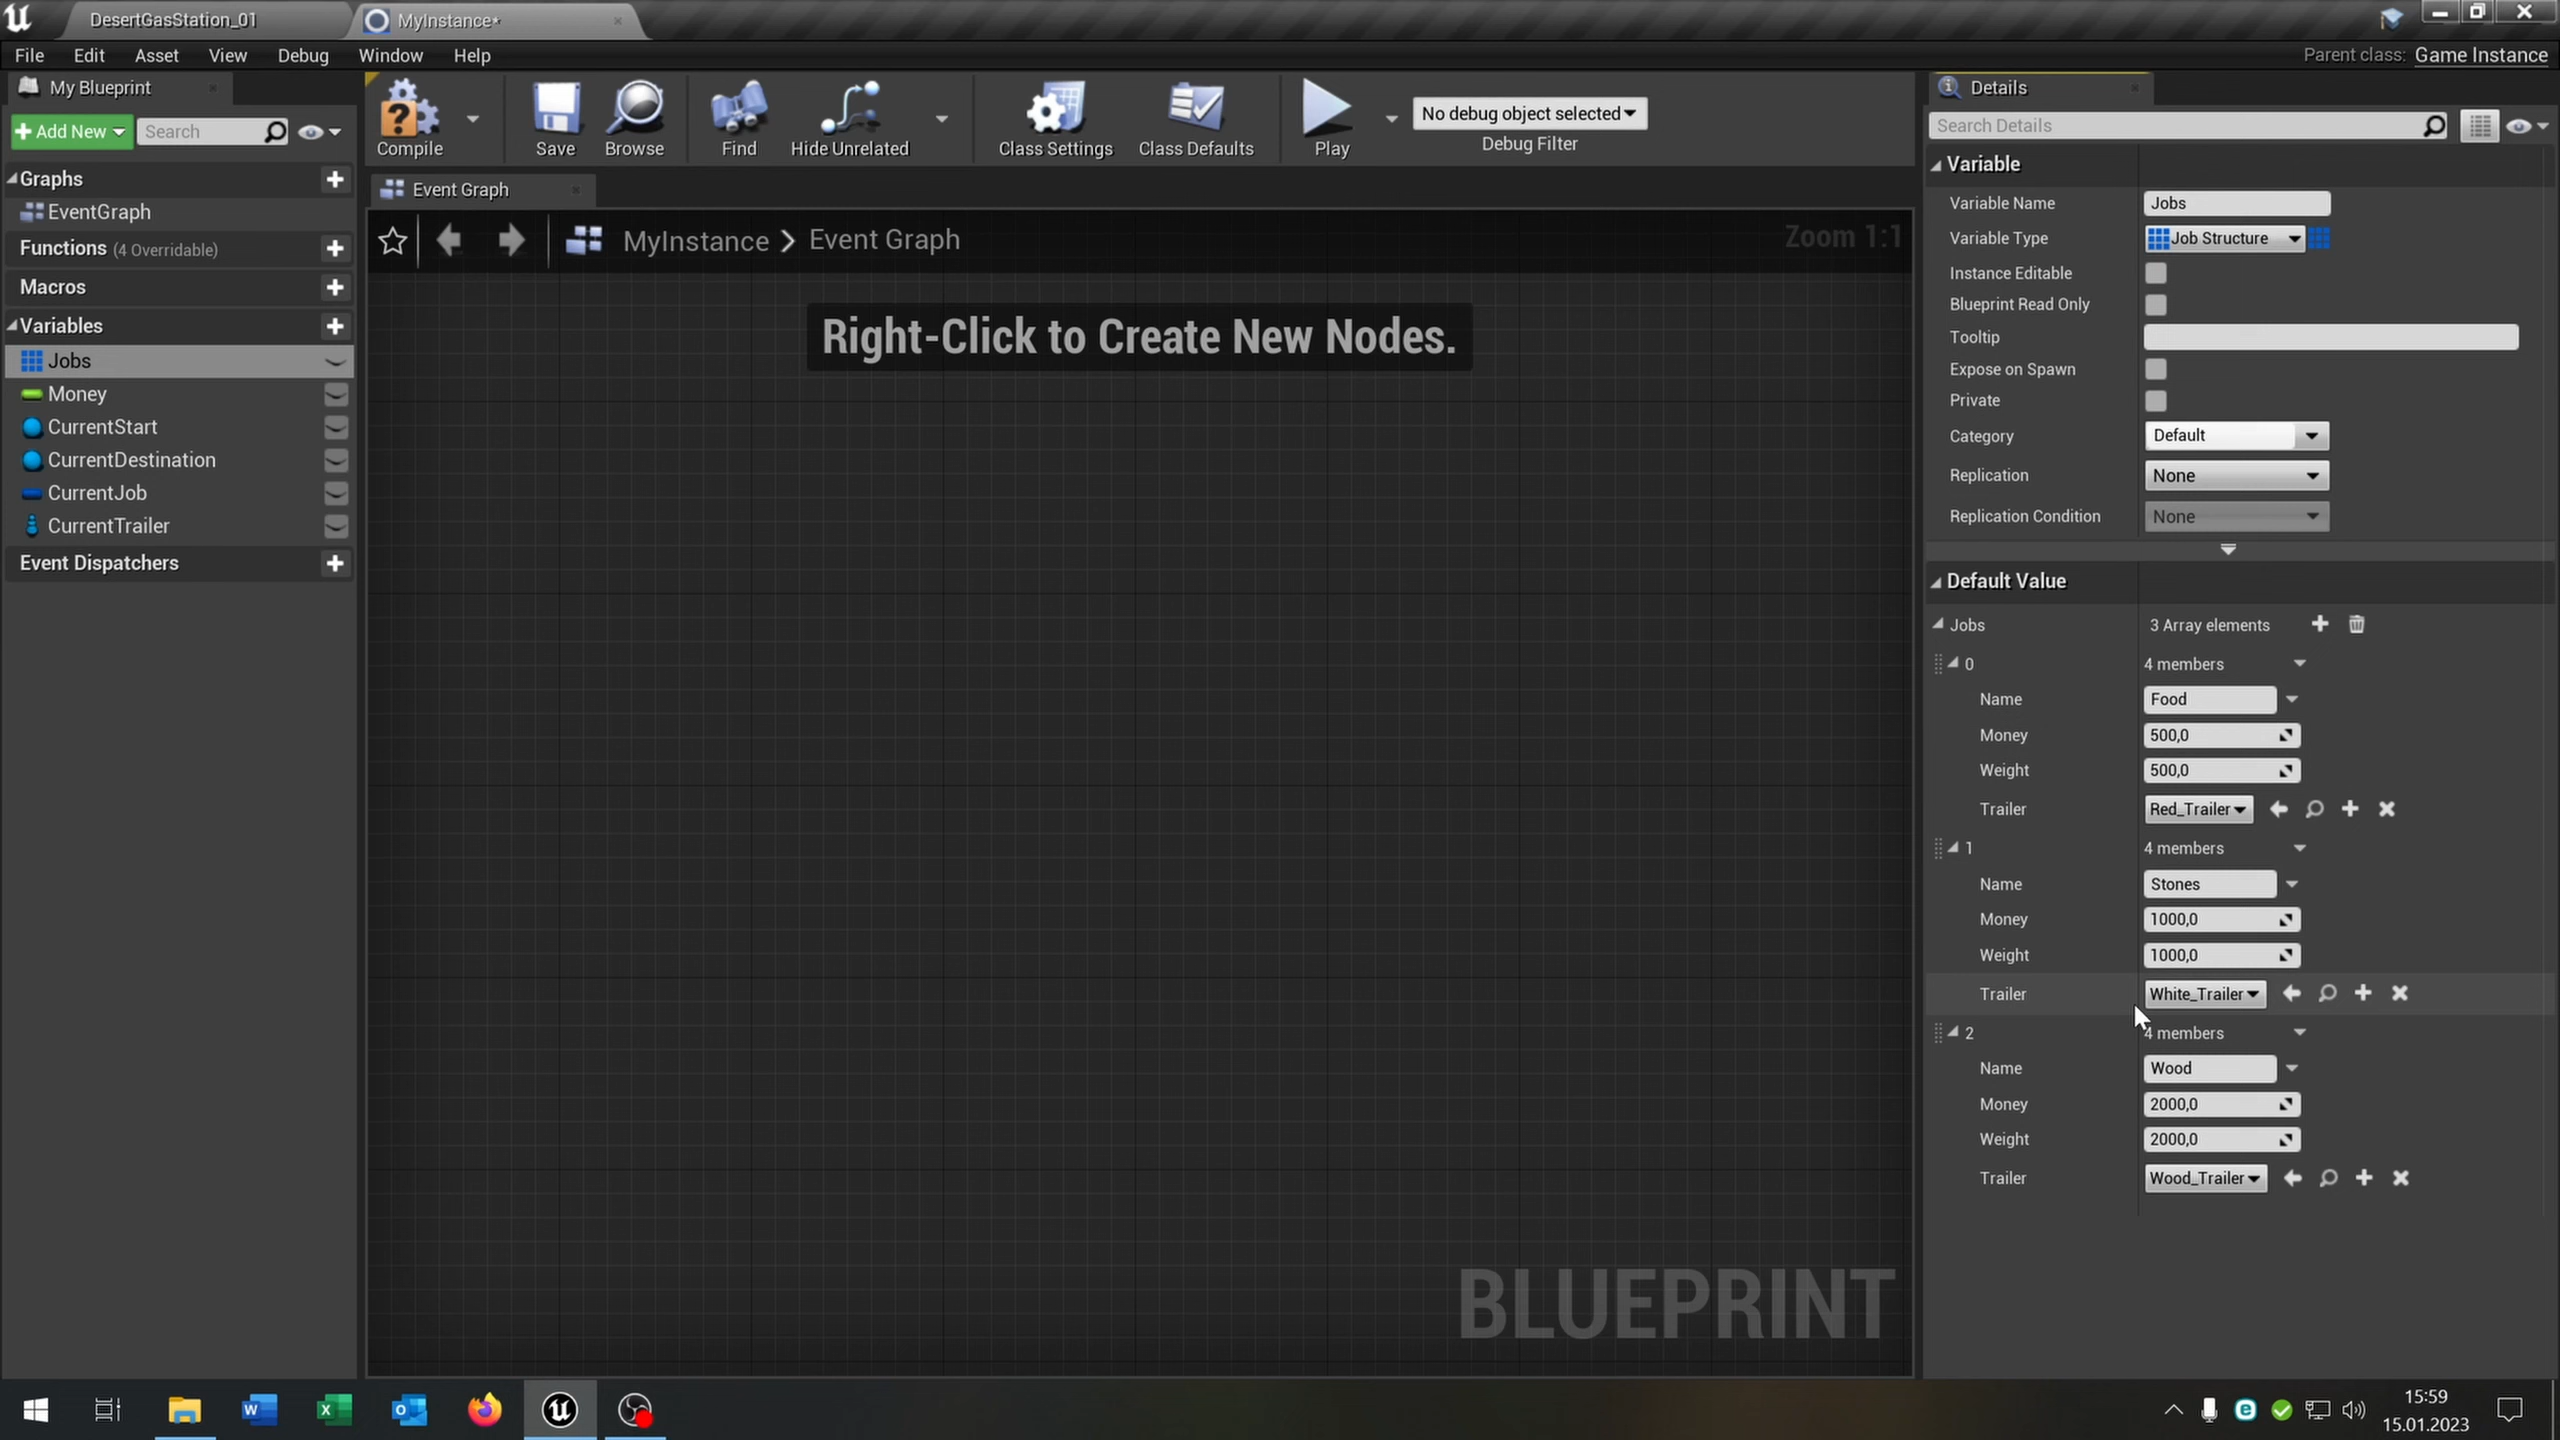 DesertGasStation_01
MyInstance*
File Edit Asset View Debug Window Help
Parent class: Game Instance
My Blueprint
Add New
Search
Graphs
EventGraph
Functions (4 Overridable)
Macros
Variables
Jobs
Money
CurrentStart
CurrentDestination
CurrentJob
CurrentTrailer
Event Dispatchers
Compile
Save
Browse
Find
Hide Unrelated
Class Settings
Class Defaults
Play
No debug object selected
Debug Filter
Event Graph
MyInstance > Event Graph
Zoom 1:1
Right-Click to Create New Nodes.
BLUEPRINT
Details
Search Details
Variable
Variable Name Jobs
Variable Type Job Structure
Instance Editable
Blueprint Read Only
Tooltip
Expose on Spawn
Private
Category Default
Replication None
Replication Condition None
Default Value
Jobs 3 Array elements
0 4 members
Name Food
Money 500,0
Weight 500,0
Trailer Red_Trailer
1 4 members
Name Stones
Money 1000,0
Weight 1000,0
Trailer White_Trailer
2 4 members
Name Wood
Money 2000,0
Weight 2000,0
Trailer Wood_Trailer
15:59
15.01.2023